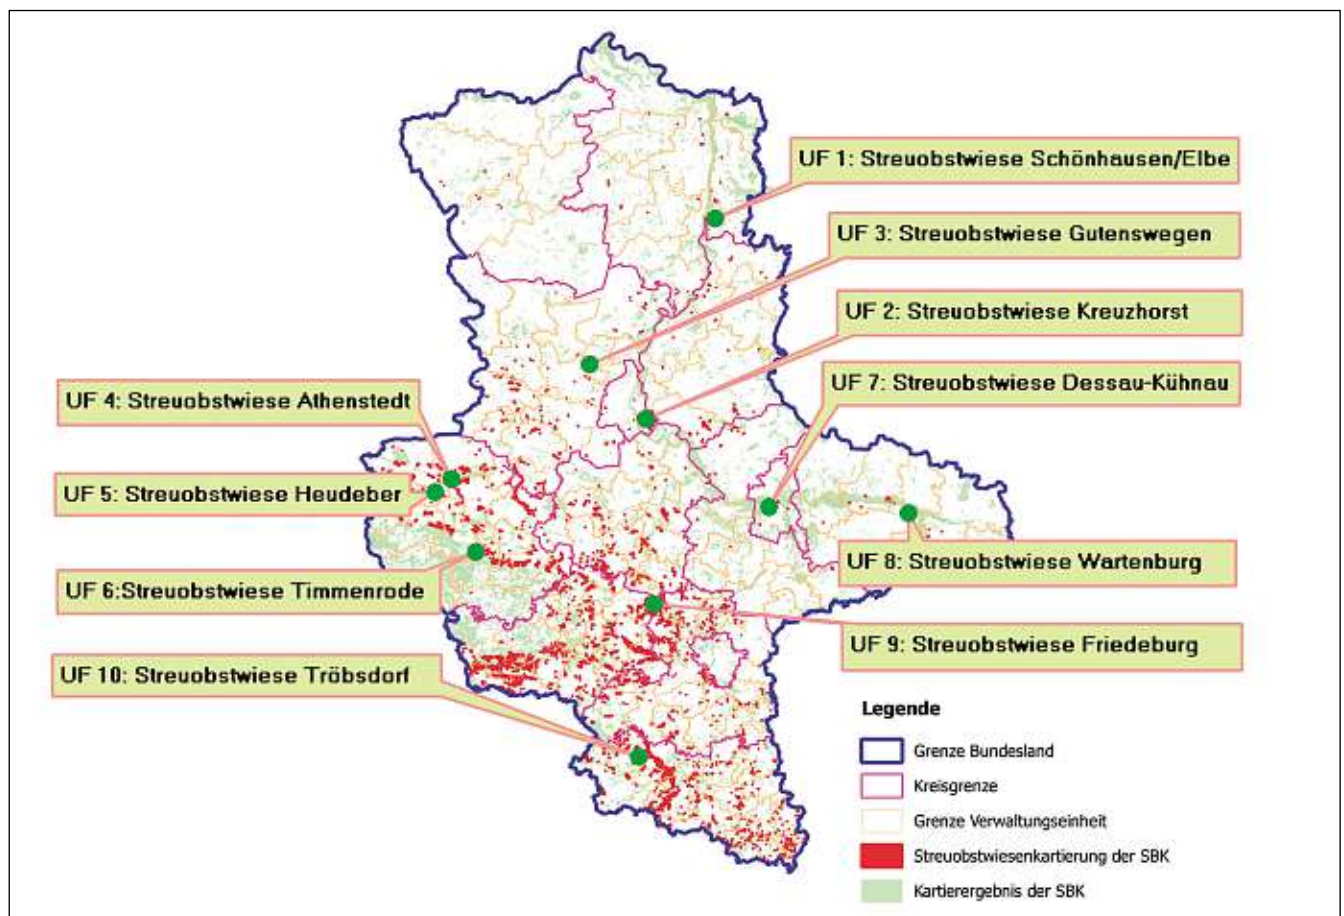 UF 1: Streuobstwiese Schönhausen/Elbe
UF 3: Streuobstwiese Gutenswegen
UF 2: Streuobstwiese Kreuzhorst
UF 7: Streuobstwiese Dessau-Kühnau
UF 4: Streuobstwiese Athenstedt
UF 5: Streuobstwiese Heudeber
UF 6:Streuobstwiese Timmenrode
UF 8: Streuobstwiese Wartenburg
UF 9: Streuobstwiese Friedeburg
UF 10: Streuobstwiese Tröbsdorf
Legende
Grenze Bundesland
Kreisgrenze
Grenze Verwaltungseinheit
Streuobstwiesenkartierung der SBK
Kartierergebnis der SBK